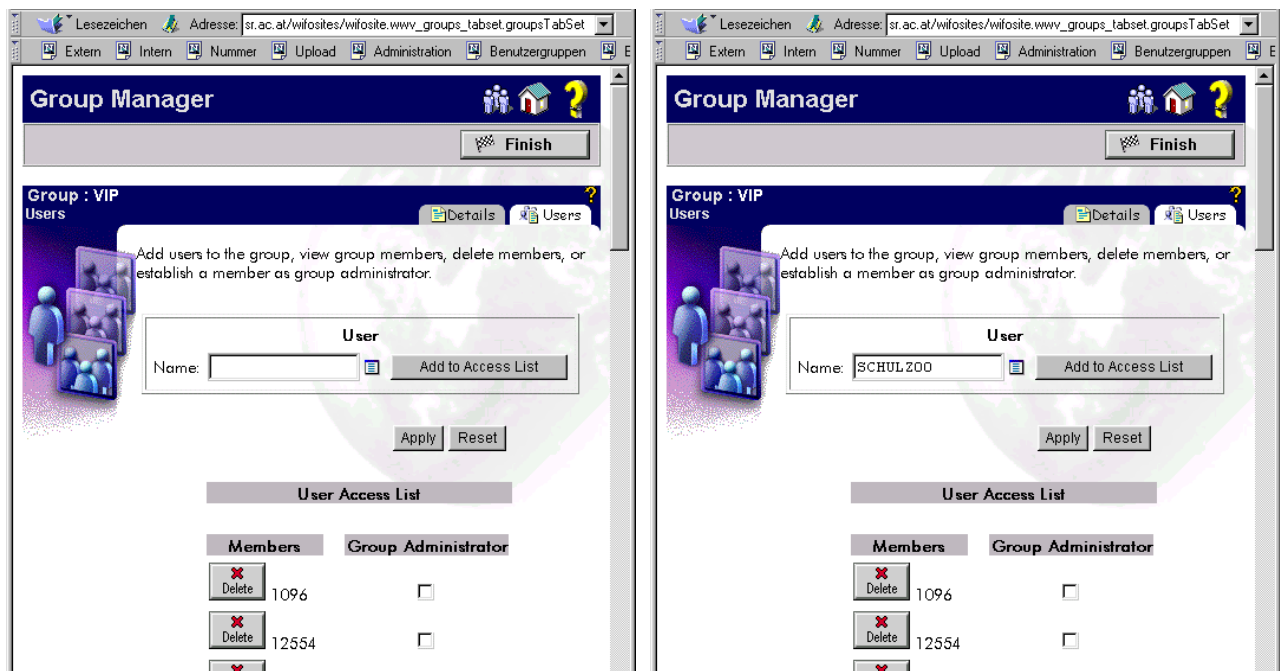 Lesezeichen Adresse: sr.ac.at/wifosites/wifosite.wwv_groups_tabset.groupsTabSet
Extern Intern Nummer Upload Administration Benutzergruppen E
Group Manager
Finish
Group : VIP
Users
Details Users
Add users to the group, view group members, delete members, or
establish a member as group administrator.
User
Name: Add to Access List
Apply Reset
User Access List
Members Group Administrator
Delete 1096
Delete 12554
Lesezeichen Adresse: sr.ac.at/wifosites/wifosite.wwv_groups_tabset.groupsTabSet
Extern Intern Nummer Upload Administration Benutzergruppen E
Group Manager
Finish
Group : VIP
Users
Details Users
Add users to the group, view group members, delete members, or
establish a member as group administrator.
User
Name: SCHULZOO Add to Access List
Apply Reset
User Access List
Members Group Administrator
Delete 1096
Delete 12554